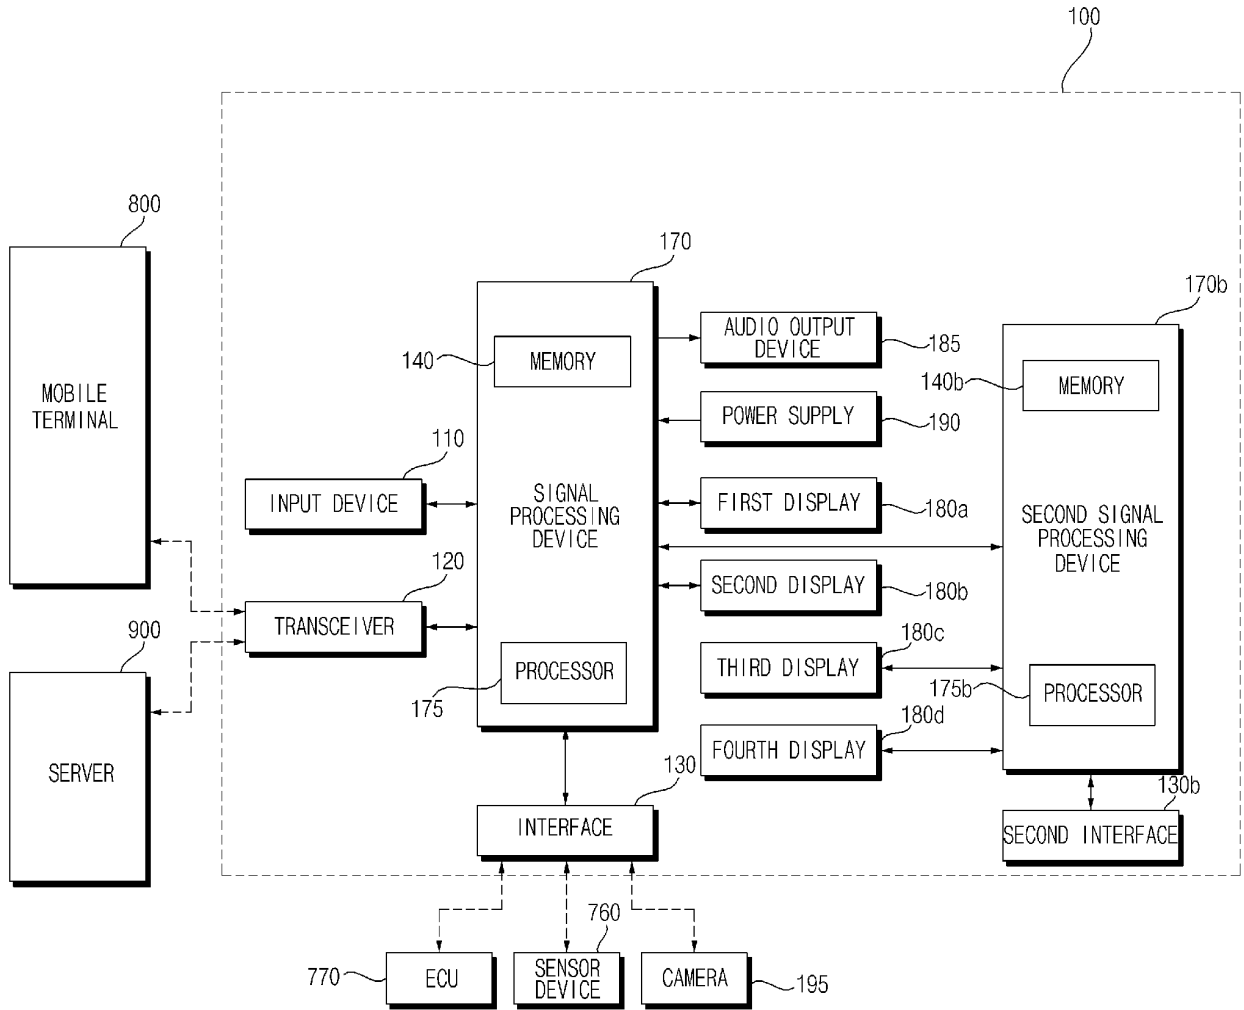 100
800
MOBILE
TERMINAL
170
MEMORY
140
SIGNAL
PROCESSING
DEVICE
PROCESSOR
175
110
INPUT DEVICE
120
TRANSCEIVER
900
SERVER
AUDIO OUTPUT
DEVICE
185
POWER SUPPLY
190
FIRST DISPLAY
180a
SECOND DISPLAY
180b
THIRD DISPLAY
180c
FOURTH DISPLAY
180d
170b
MEMORY
140b
SECOND SIGNAL
PROCESSING
DEVICE
PROCESSOR
175b
130
INTERFACE
130b
SECOND INTERFACE
770
ECU
760
SENSOR
DEVICE
CAMERA
195